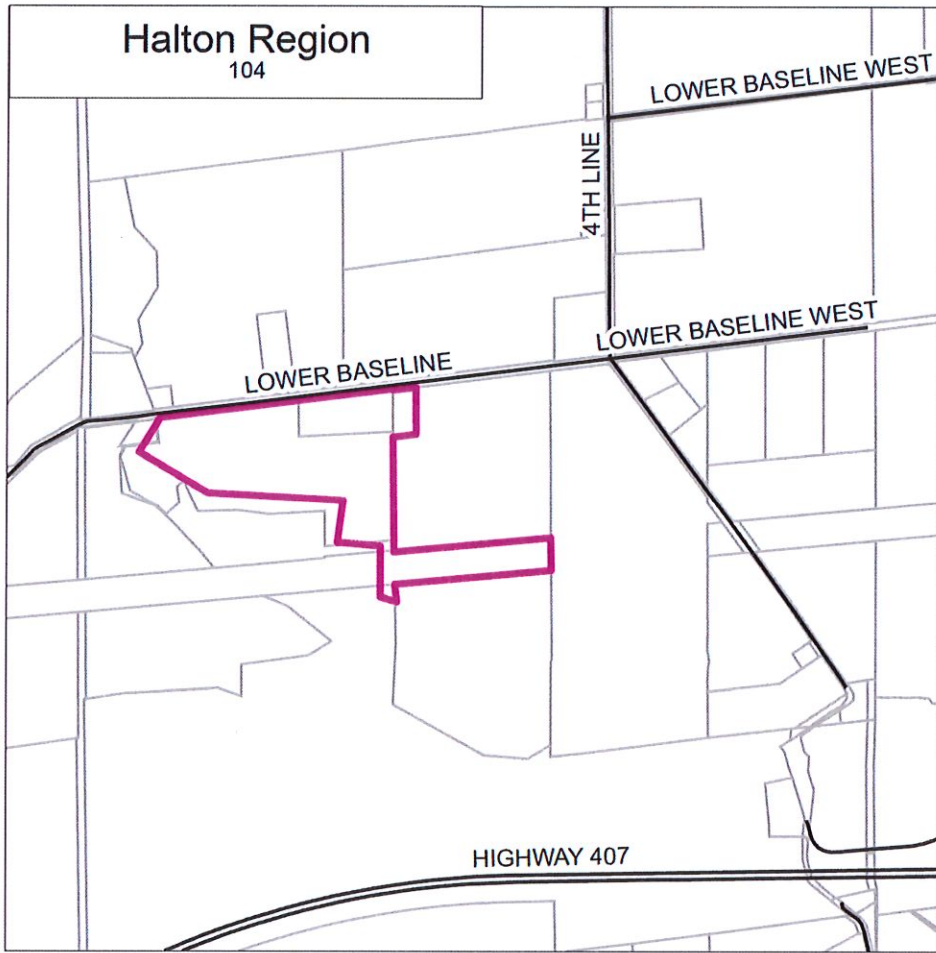 Halton Region
104
LOWER BASELINE WEST
4TH LINE
LOWER BASELINE WEST
LOWER BASELINE
HIGHWAY 407